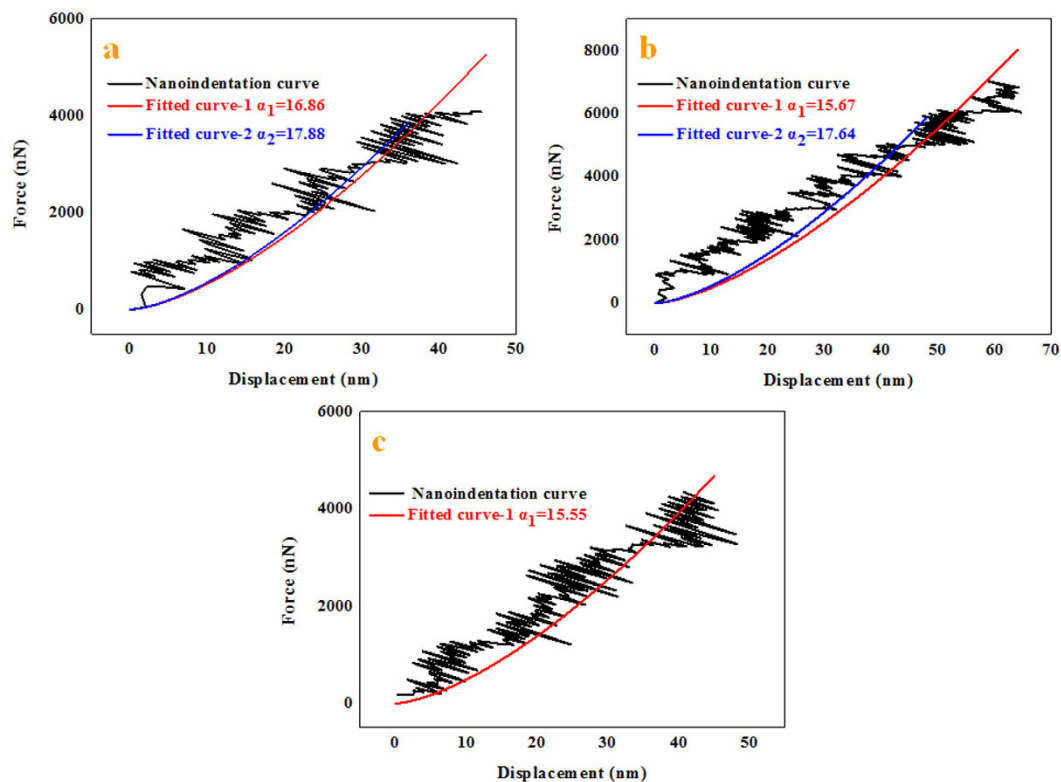 a
6000
4000
2000
0
Force (nN)
Nanoindentation curve
Fitted curve-1 α1=16.86
Fitted curve-2 α2=17.88
0 10 20 30 40 50
Displacement (nm)
b
8000
6000
4000
2000
0
Force (nN)
Nanoindentation curve
Fitted curve-1 α1=15.67
Fitted curve-2 α2=17.64
0 10 20 30 40 50 60 70
Displacement (nm)
c
6000
4000
2000
0
Force (nN)
Nanoindentation curve
Fitted curve-1 α1=15.55
0 10 20 30 40 50
Displacement (nm)